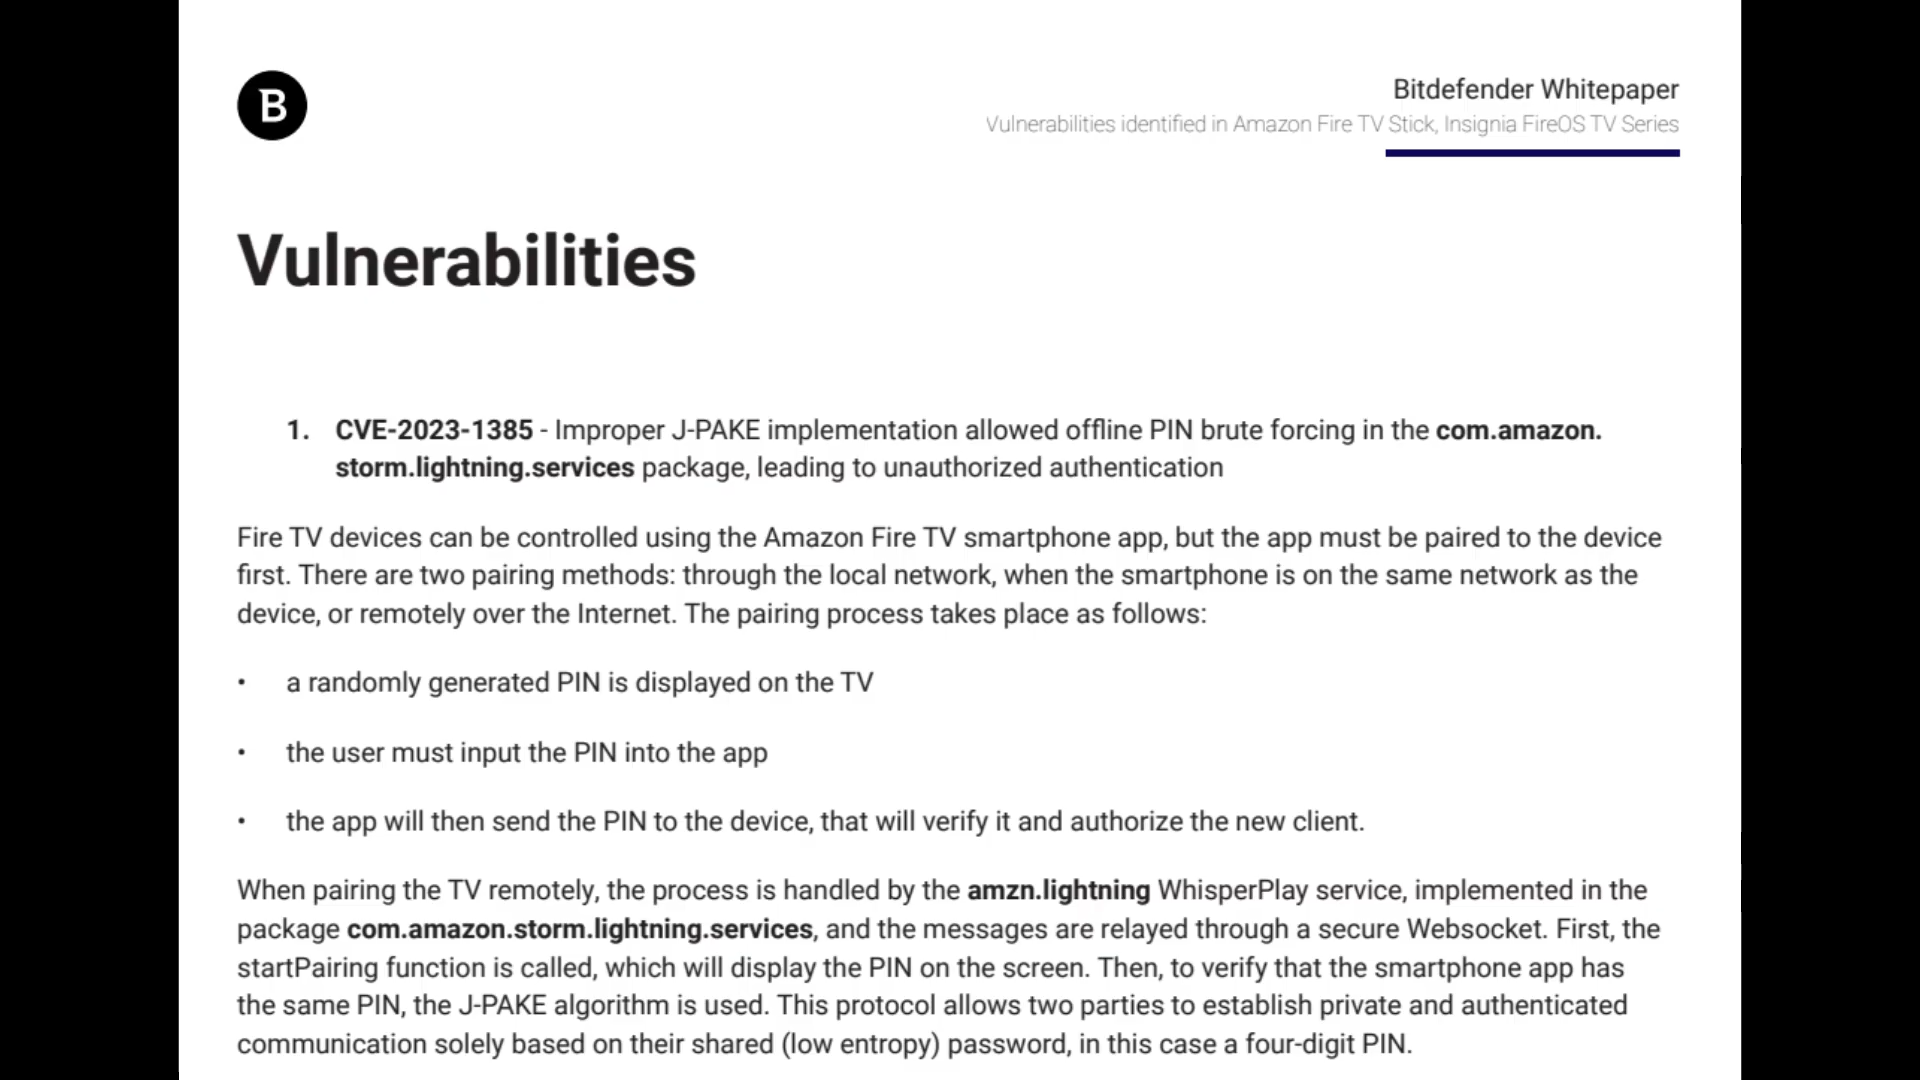 B
Bitdefender Whitepaper
Vulnerabilities identified in Amazon Fire TV Stick, Insignia FireOS TV Series
Vulnerabilities
1. CVE-2023-1385 - Improper J-PAKE implementation allowed offline PIN brute forcing in the com.amazon.
storm.lightning.services package, leading to unauthorized authentication
Fire TV devices can be controlled using the Amazon Fire TV smartphone app, but the app must be paired to the device
first. There are two pairing methods: through the local network, when the smartphone is on the same network as the
device, or remotely over the Internet. The pairing process takes place as follows:
• a randomly generated PIN is displayed on the TV
• the user must input the PIN into the app
• the app will then send the PIN to the device, that will verify it and authorize the new client.
When pairing the TV remotely, the process is handled by the amzn.lightning WhisperPlay service, implemented in the
package com.amazon.storm.lightning.services, and the messages are relayed through a secure Websocket. First, the
startPairing function is called, which will display the PIN on the screen. Then, to verify that the smartphone app has
the same PIN, the J-PAKE algorithm is used. This protocol allows two parties to establish private and authenticated
communication solely based on their shared (low entropy) password, in this case a four-digit PIN.